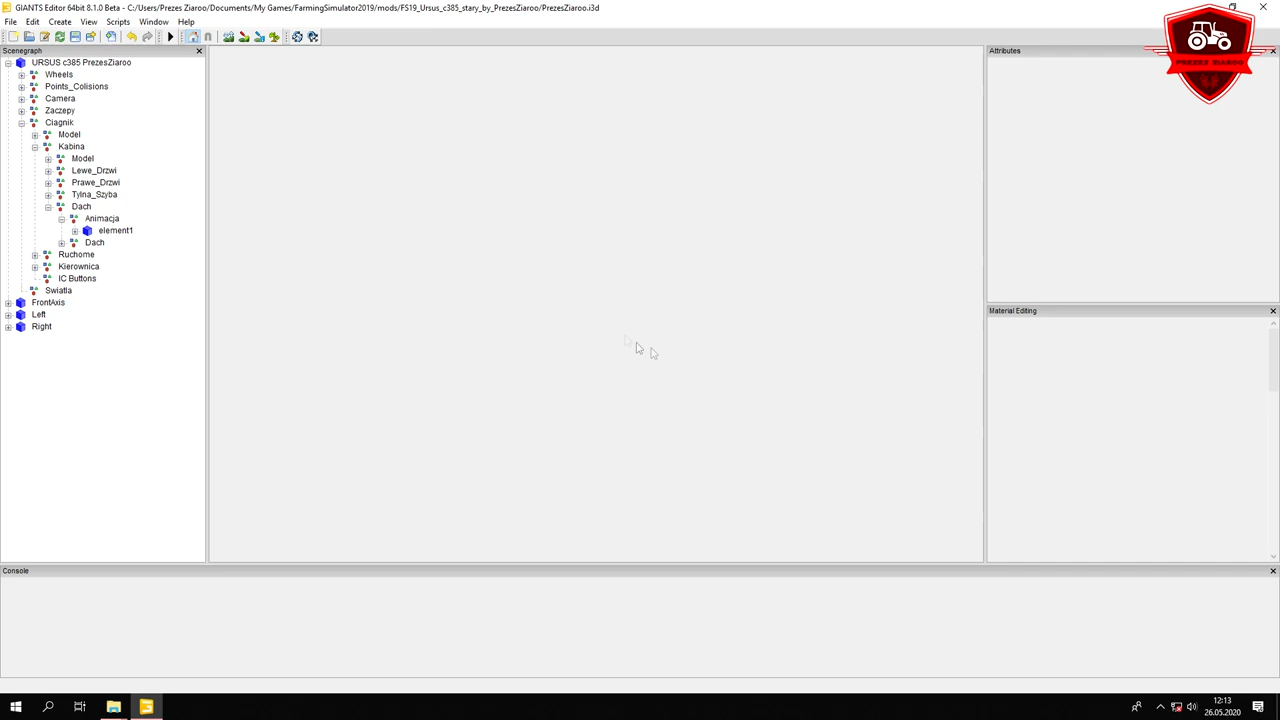 GIANTS Editor 64bit 8.1.0 Beta - C:/Users/Prezes Ziaroo/Documents/My Games/FarmingSimulator2019/mods/FS19_Ursus_c385_stary_by_PrezesZiaroo/PrezesZiaroo.i3d
File Edit Create View Scripts Window Help
Scenegraph
Attributes
URSUS c385 PrezesZiaroo
Wheels
Points_Colisions
Camera
Zaczepy
Ciagnik
Model
Kabina
Model
Lewe_Drzwi
Prawe_Drzwi
Tylna_Szyba
Dach
Animacja
element1
Dach
Ruchome
Kierownica
IC Buttons
Swiatla
FrontAxis
Left
Right
PREZES ZIAROO
Material Editing
Console
12:13
26.05.2020